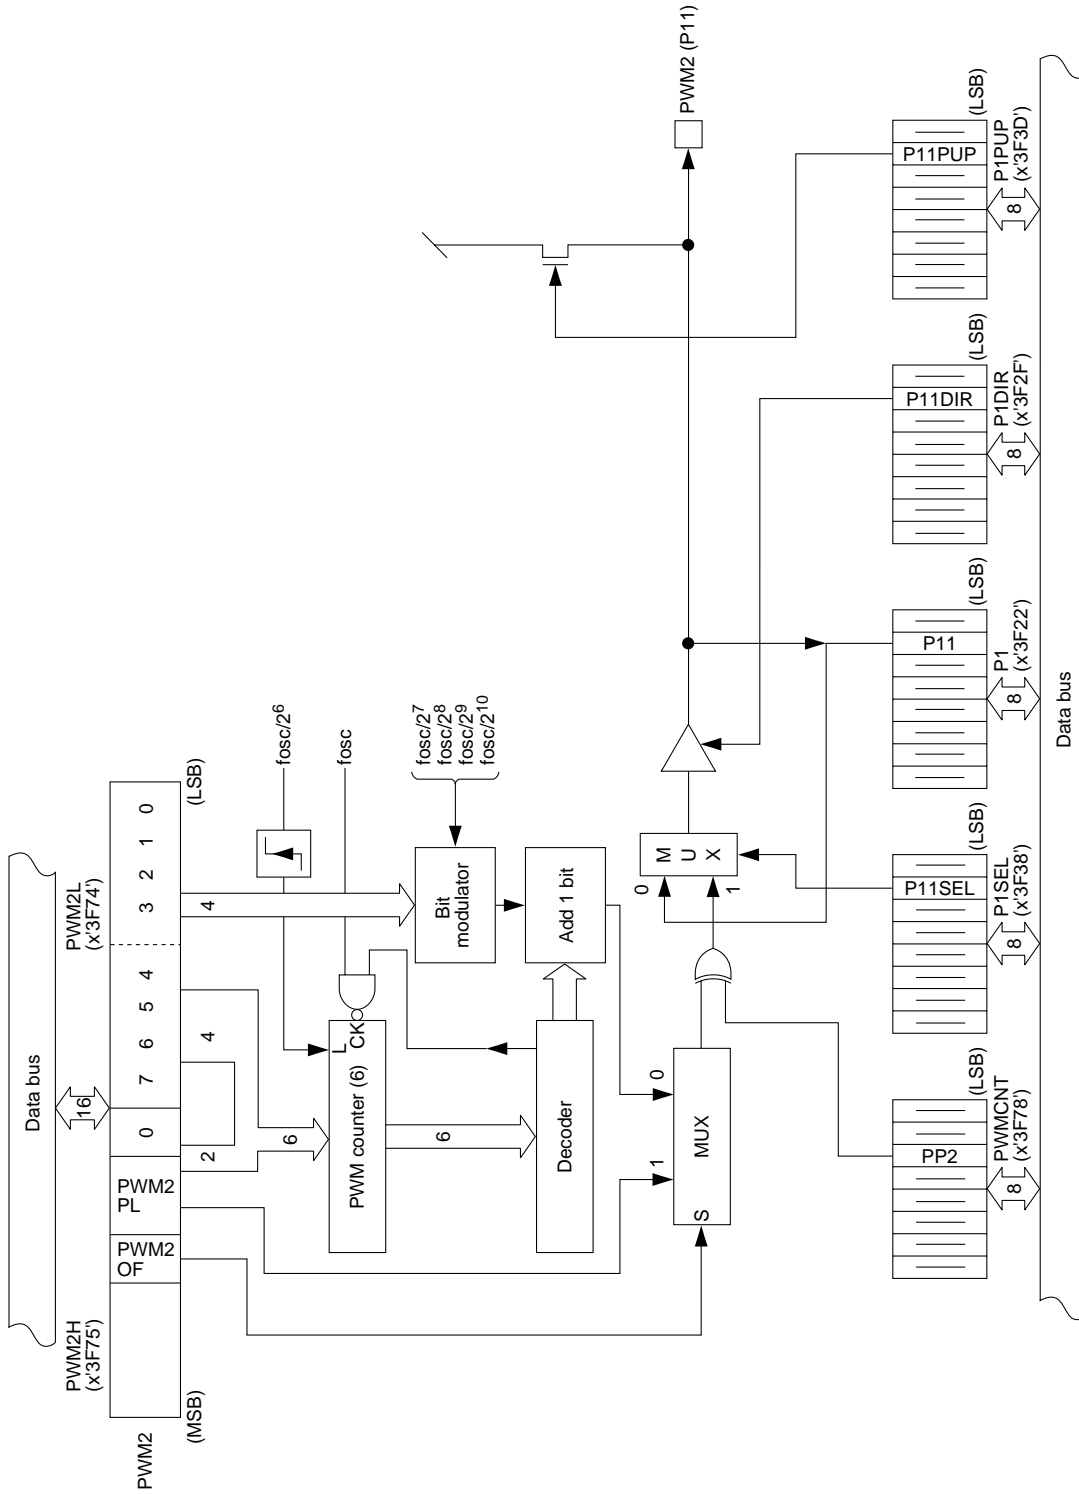 Data bus
16
PWM2
PWM2H
(x'3F75')
PWM2L
(x'3F74')
(MSB)
PWM2
OF
PWM2
PL
0 7 6 5 4 3 2 1 0
(LSB)
2
4
4
6
fosc/2⁶
fosc
fosc/2⁷
fosc/2⁸
fosc/2⁹
fosc/2¹⁰
PWM counter (6)
L
CK
6
Bit
modulator
Decoder
Add 1 bit
1
0
S
MUX
0
1
M
U
X
PWM2 (P11)
PP2
(LSB)
PWMCNT
(x'3F78')
8
P11SEL
(LSB)
P1SEL
(x'3F38')
8
P11
(LSB)
P1
(x'3F22')
8
P11DIR
(LSB)
P1DIR
(x'3F2F')
8
P11PUP
(LSB)
P1PUP
(x'3F3D')
8
Data bus